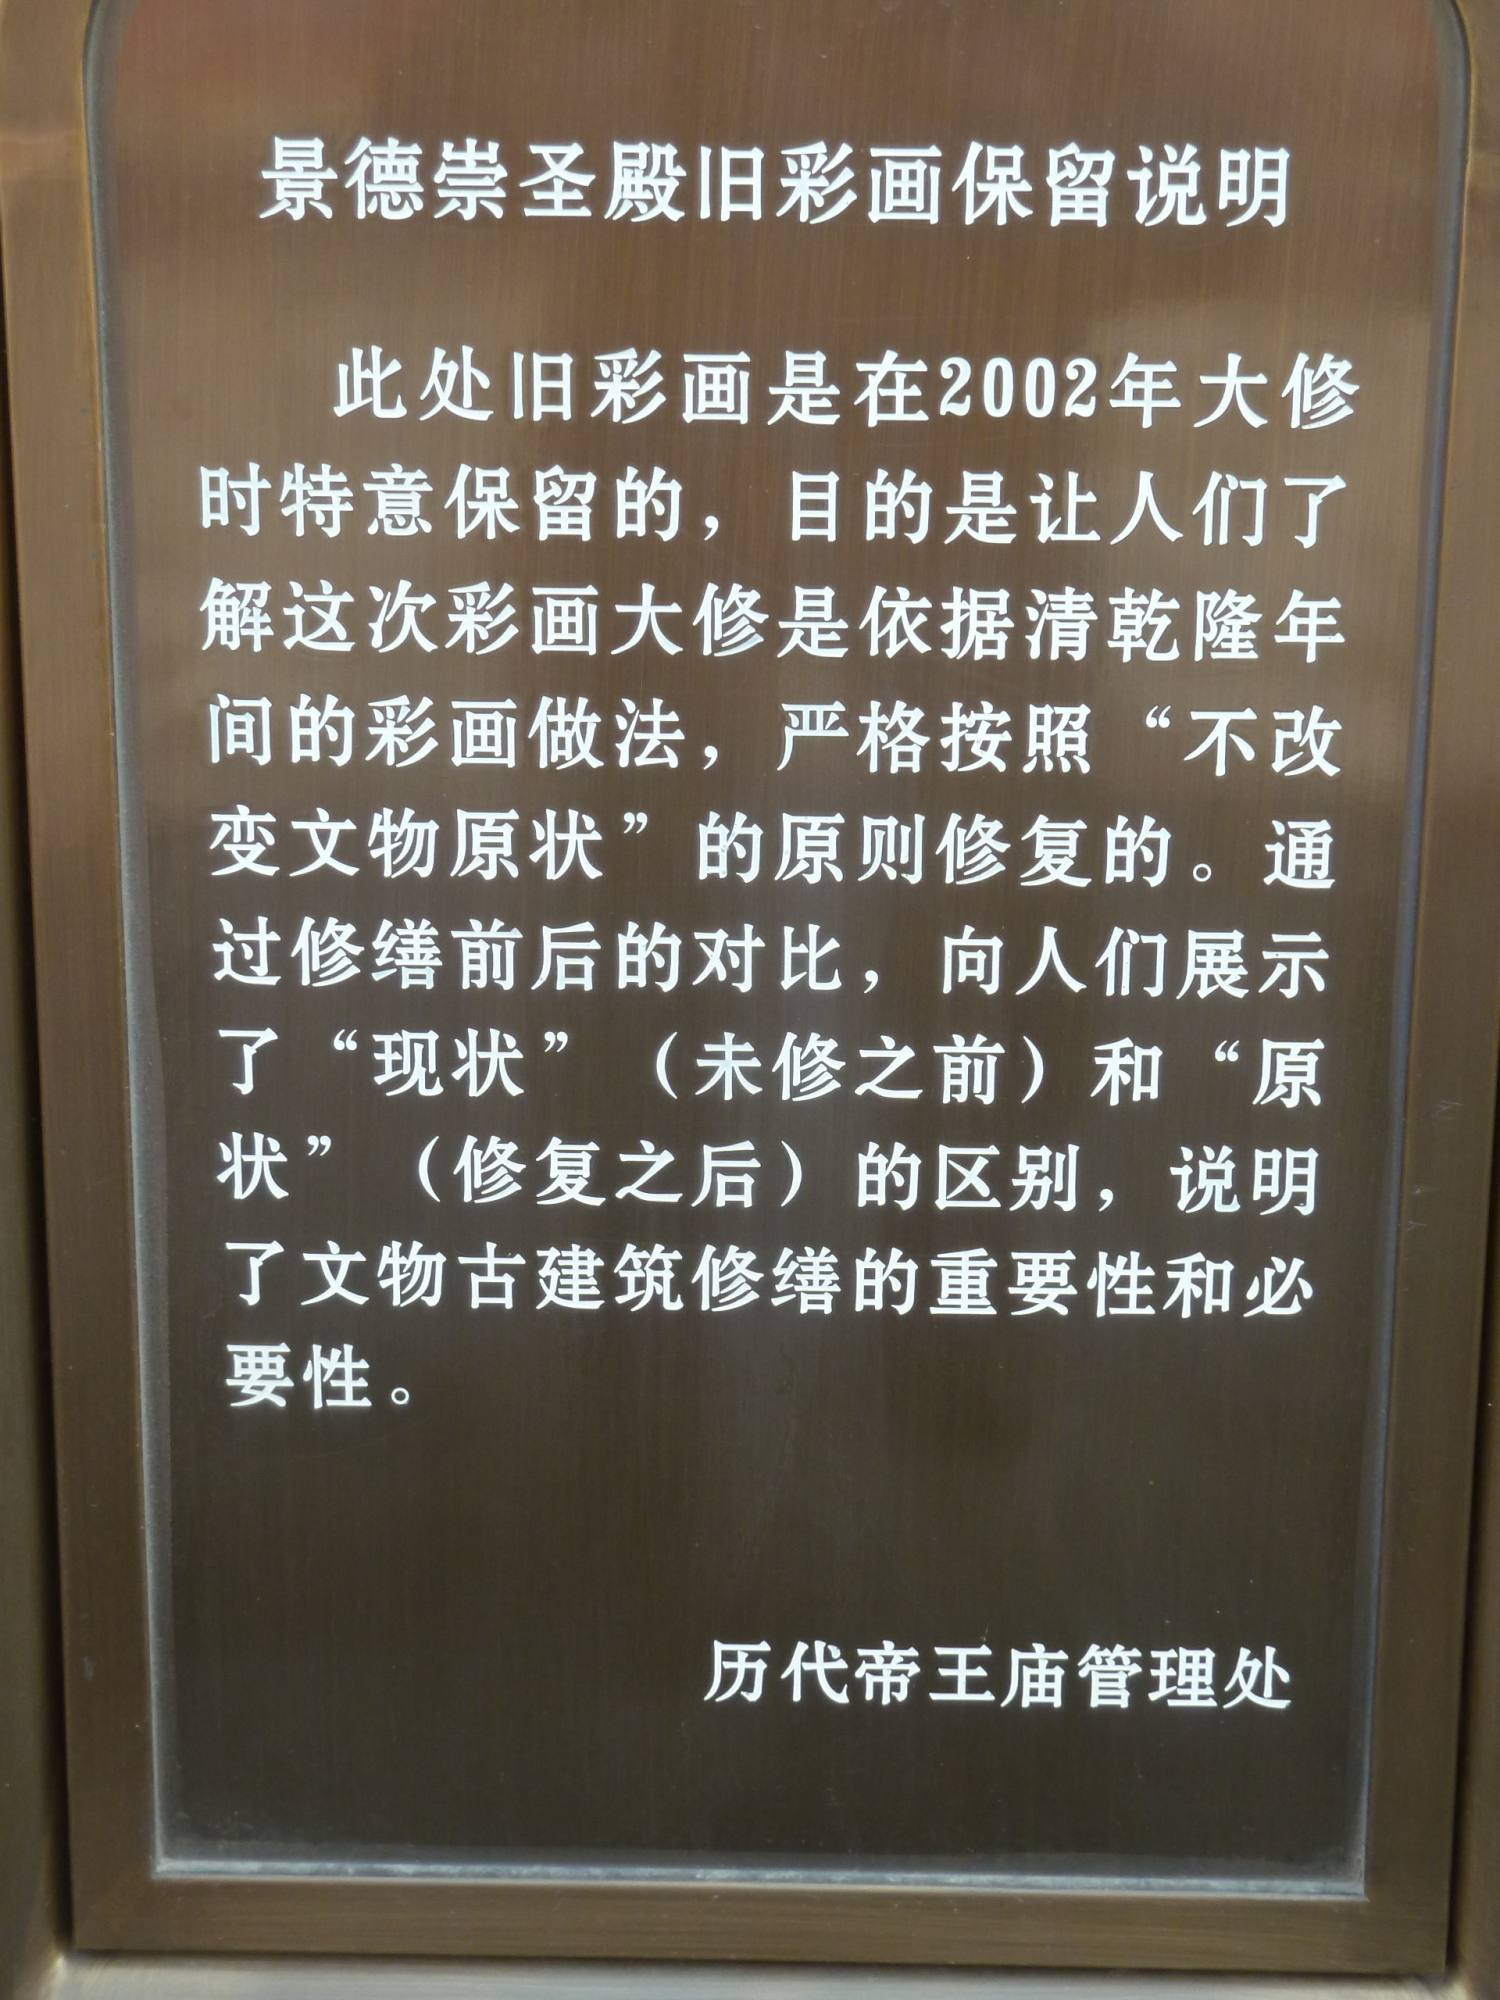 景德崇圣殿旧彩画保留说明
此处旧彩画是在2002年大修
时特意保留的，目的是让人们了
解这次彩画大修是依据清乾隆年
间的彩画做法，严格按照“不改
变文物原状”的原则修复的。通
过修缮前后的对比，向人们展示
了“现状”（未修之前）和“原
状”（修复之后）的区别，说明
了文物古建筑修缮的重要性和必
要性。
历代帝王庙管理处